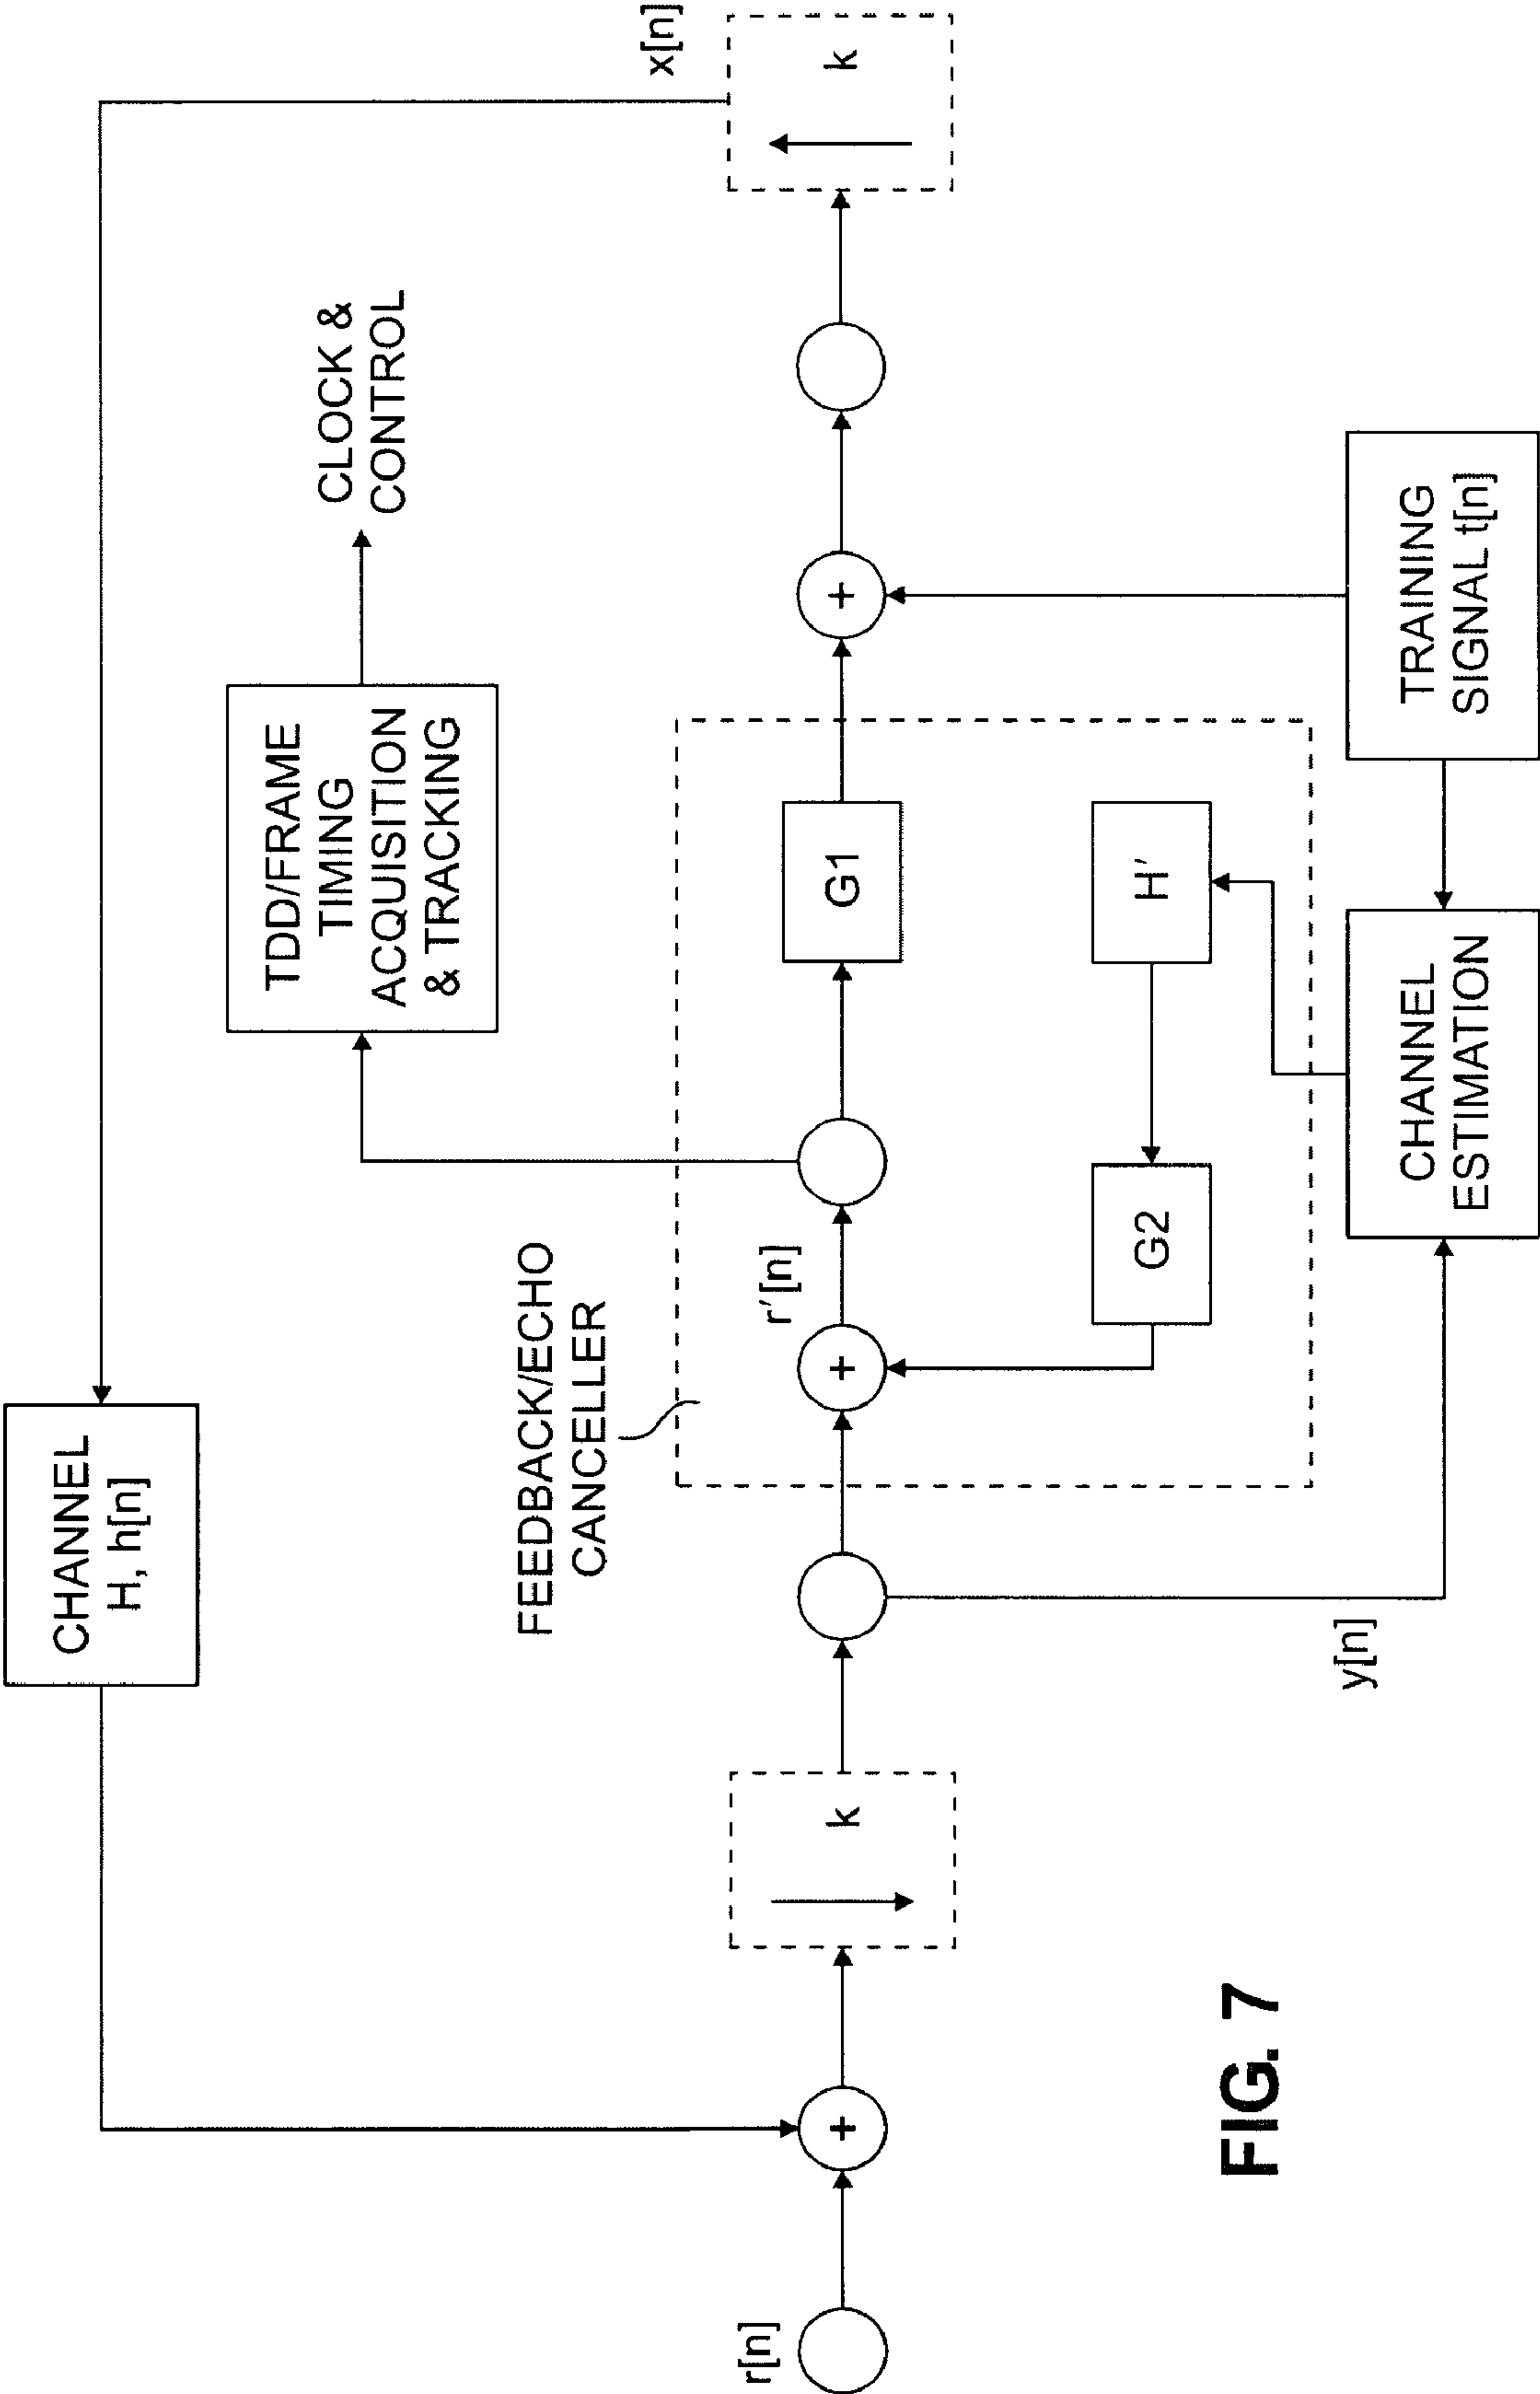 CHANNEL
H, h[n]
x[n]
TDD/FRAME
TIMING
ACQUISITION
& TRACKING
CLOCK &
CONTROL
FEEDBACK/ECHO
CANCELLER
r[n]
+
k
+
r'[n]
G1
+
k
G2
H'
y[n]
CHANNEL
ESTIMATION
TRAINING
SIGNAL t[n]
FIG. 7